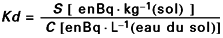 Kd = S [ enBq·kg⁻¹(sol) ] / C [enBq·L⁻¹(eau du sol)]